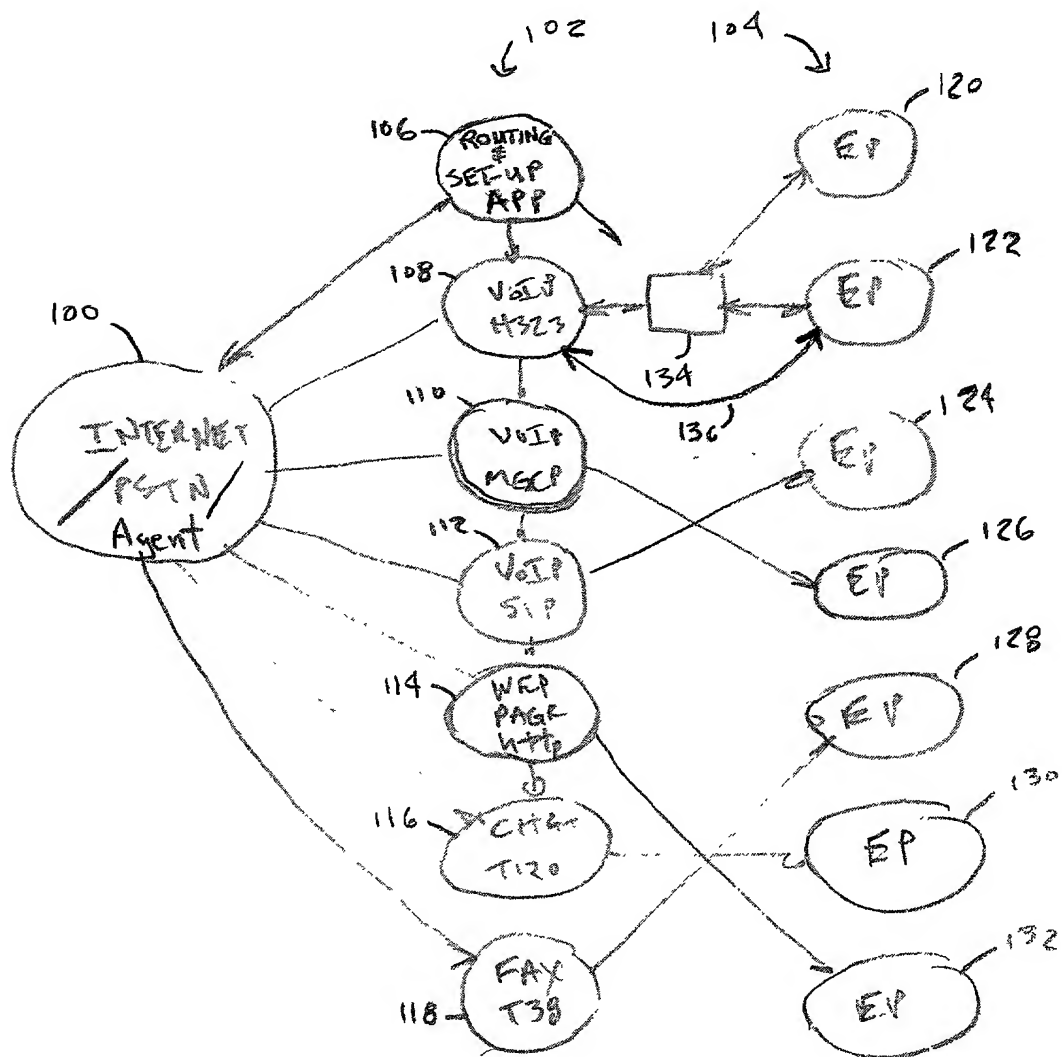 102
104
106
ROUTING
&
SET-UP
APP
120
EP
108
VoIP
H323
122
EP
134
136
100
INTERNET
/ PSTN /
Agent
110
VoIP
MGCP
124
EP
112
VoIP
SIP
126
EP
114
WEP
PAGE
http
128
EP
116
CHAT
T120
130
EP
118
FAX
T38
132
EP